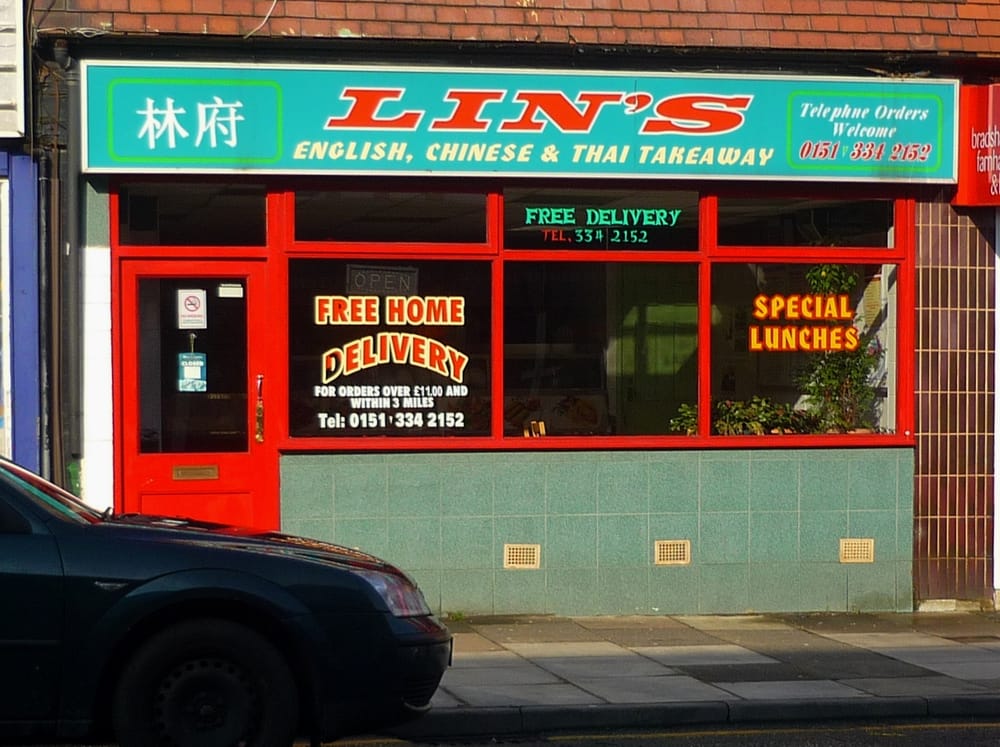 林府
LIN'S
ENGLISH, CHINESE & THAI TAKEAWAY
Telephne Orders
Welcome
0151 334 2152
bradsha
farnha
&
FREE DELIVERY
TEL. 334 2152
OPEN
FREE HOME
DELIVERY
FOR ORDERS OVER £11.00 AND
WITHIN 3 MILES
Tel: 0151 334 2152
SPECIAL
LUNCHES
CLOSED